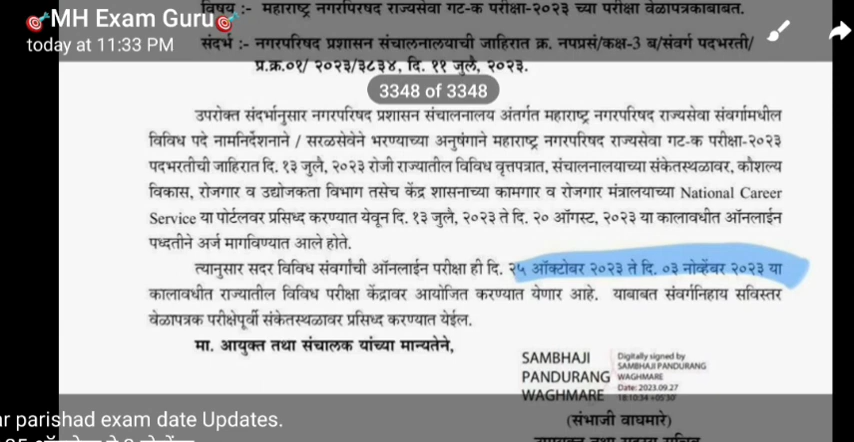 🎯MH Exam Guru🎯
today at 11:33 PM
विषय :- महाराष्ट्र नगरपिरषद राज्यसेवा गट-क परीक्षा-२०२३ च्या परीक्षा वेळापत्रकाबाबत.
संदर्भ :- नगरपरिषद प्रशासन संचालनालयाची जाहिरात क्र. नपप्रसं/कक्ष-3 ब/संवर्ग पदभरती/
प्र.क्र.०१/ २०२३/३८३४, दि. ११ जुलै, २०२३.
3348 of 3348
उपरोक्त संदर्भानुसार नगरपरिषद प्रशासन संचालनालय अंतर्गत महाराष्ट्र नगरपरिषद राज्यसेवा संवर्गामधील
विविध पदे नामनिर्देशनाने / सरळसेवेने भरण्याच्या अनुषंगाने महाराष्ट्र नगरपरिषद राज्यसेवा गट-क परीक्षा-२०२३
पदभरतीची जाहिरात दि. १३ जुलै, २०२३ रोजी राज्यातील विविध वृत्तपत्रात, संचालनालयाच्या संकेतस्थळावर, कौशल्य
विकास, रोजगार व उद्योजकता विभाग तसेच केंद्र शासनाच्या कामगार व रोजगार मंत्रालयाच्या National Career
Service या पोर्टलवर प्रसिध्द करण्यात येवून दि. १३ जुलै, २०२३ ते दि. २० ऑगस्ट, २०२३ या कालावधीत ऑनलाईन
पध्दतीने अर्ज मागविण्यात आले होते.
त्यानुसार सदर विविध संवर्गांची ऑनलाईन परीक्षा ही दि. २५ ऑक्टोबर २०२३ ते दि. ०३ नोव्हेंबर २०२३ या
कालावधीत राज्यातील विविध परीक्षा केंद्रावर आयोजित करण्यात येणार आहे. याबाबत संवर्गनिहाय सविस्तर
वेळापत्रक परीक्षेपूर्वी संकेतस्थळावर प्रसिध्द करण्यात येईल.
मा. आयुक्त तथा संचालक यांच्या मान्यतेने,
SAMBHAJI
PANDURANG
WAGHMARE
Digitally signed by
SAMBHAJI PANDURANG
WAGHMARE
Date: 2023.09.27
18:10:34 +05'30'
(संभाजी वाघमारे)
ar parishad exam date Updates.